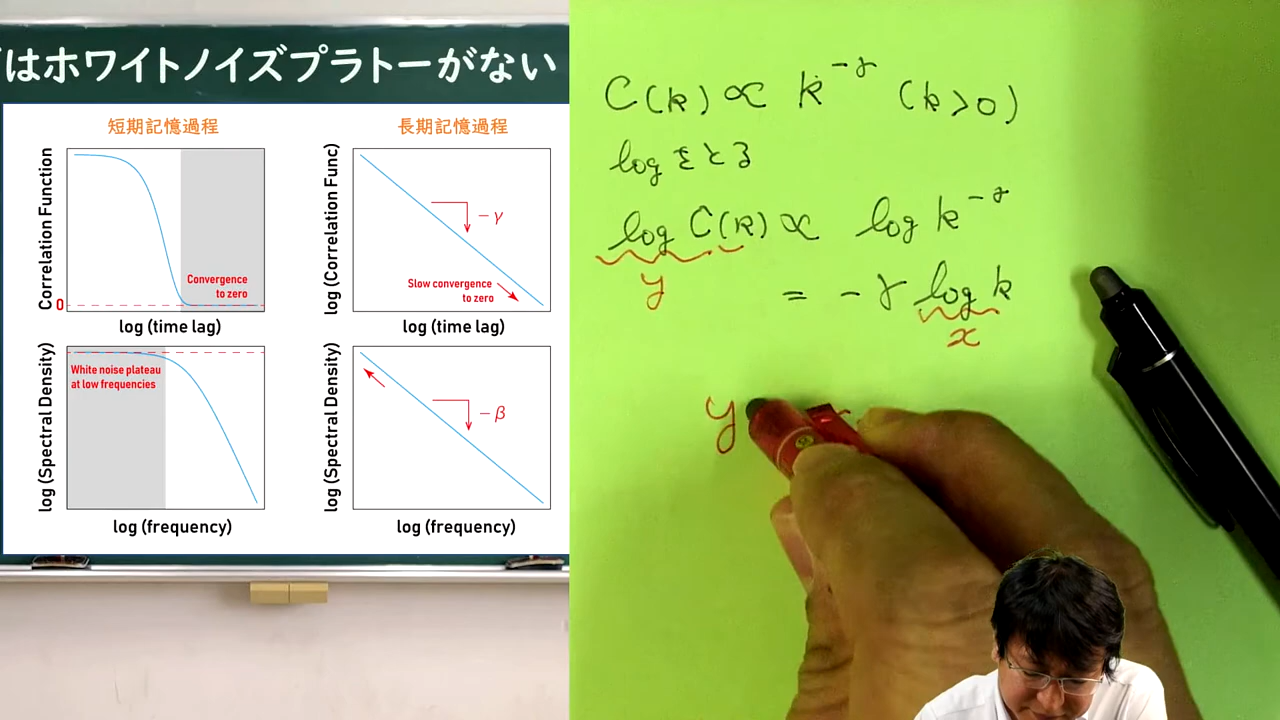 はホワイトノイズプラトーがない
短期記憶過程
Correlation Function
0
Convergence
to zero
log (time lag)
長期記憶過程
log (Correlation Func)
−γ
Slow convergence
to zero
log (time lag)
log (Spectral Density)
White noise plateau
at low frequencies
log (frequency)
log (Spectral Density)
−β
log (frequency)
C(k) ∝ k^{-γ} (k>0)
log をとる
log C(k) ∝ log k^{-γ}
y
= −γ log k
x
y